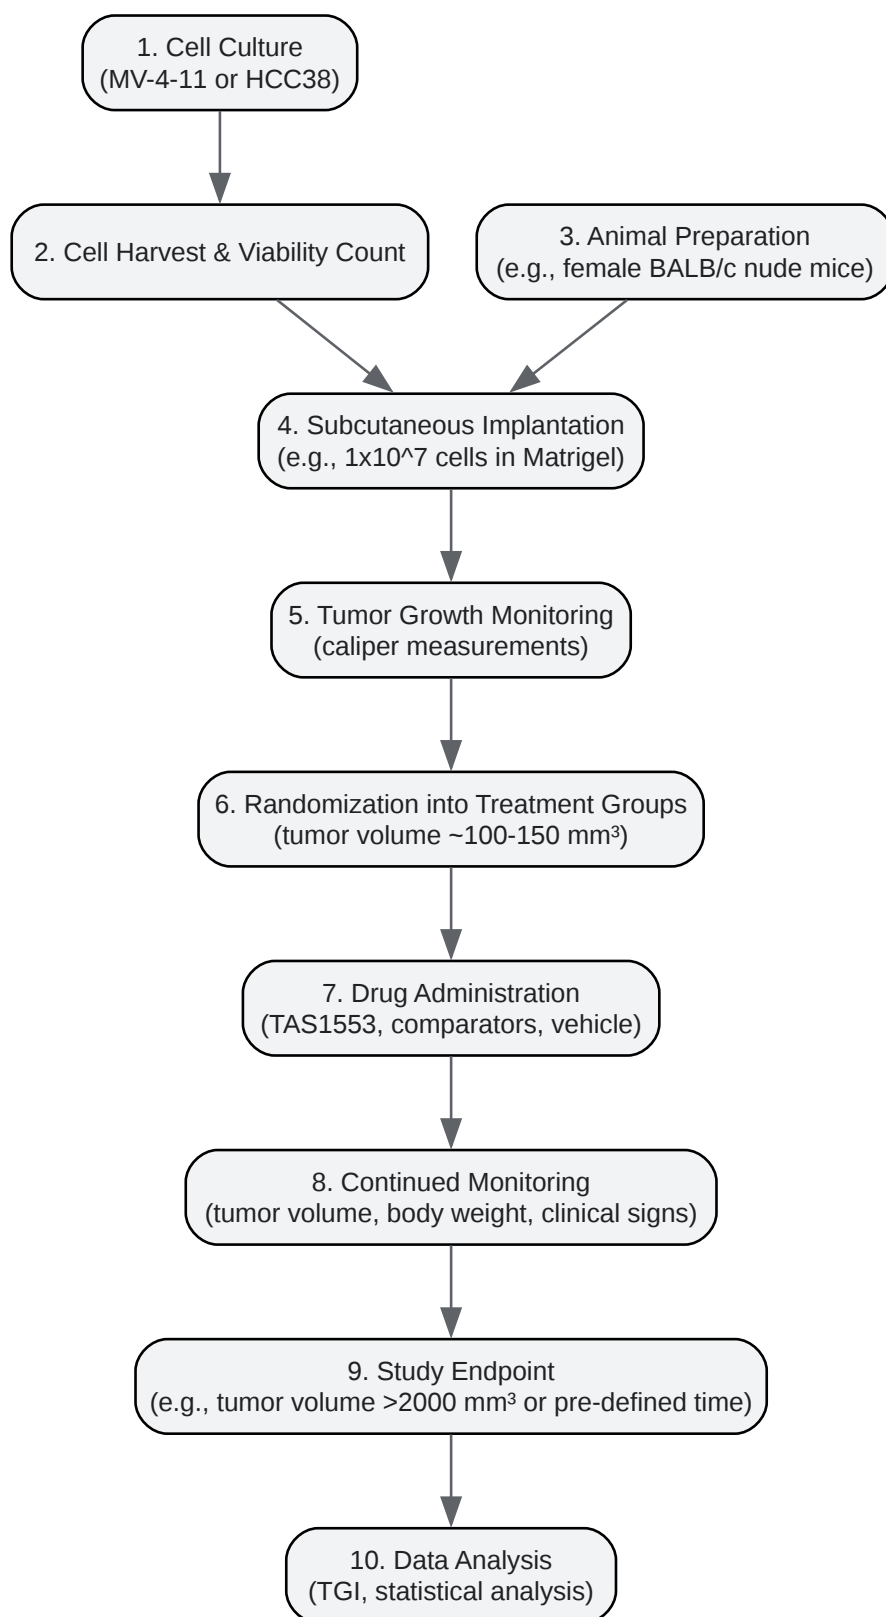 1. Cell Culture
(MV-4-11 or HCC38)
2. Cell Harvest & Viability Count
3. Animal Preparation
(e.g., female BALB/c nude mice)
4. Subcutaneous Implantation
(e.g., 1x10^7 cells in Matrigel)
5. Tumor Growth Monitoring
(caliper measurements)
6. Randomization into Treatment Groups
(tumor volume ~100-150 mm³)
7. Drug Administration
(TAS1553, comparators, vehicle)
8. Continued Monitoring
(tumor volume, body weight, clinical signs)
9. Study Endpoint
(e.g., tumor volume >2000 mm³ or pre-defined time)
10. Data Analysis
(TGI, statistical analysis)